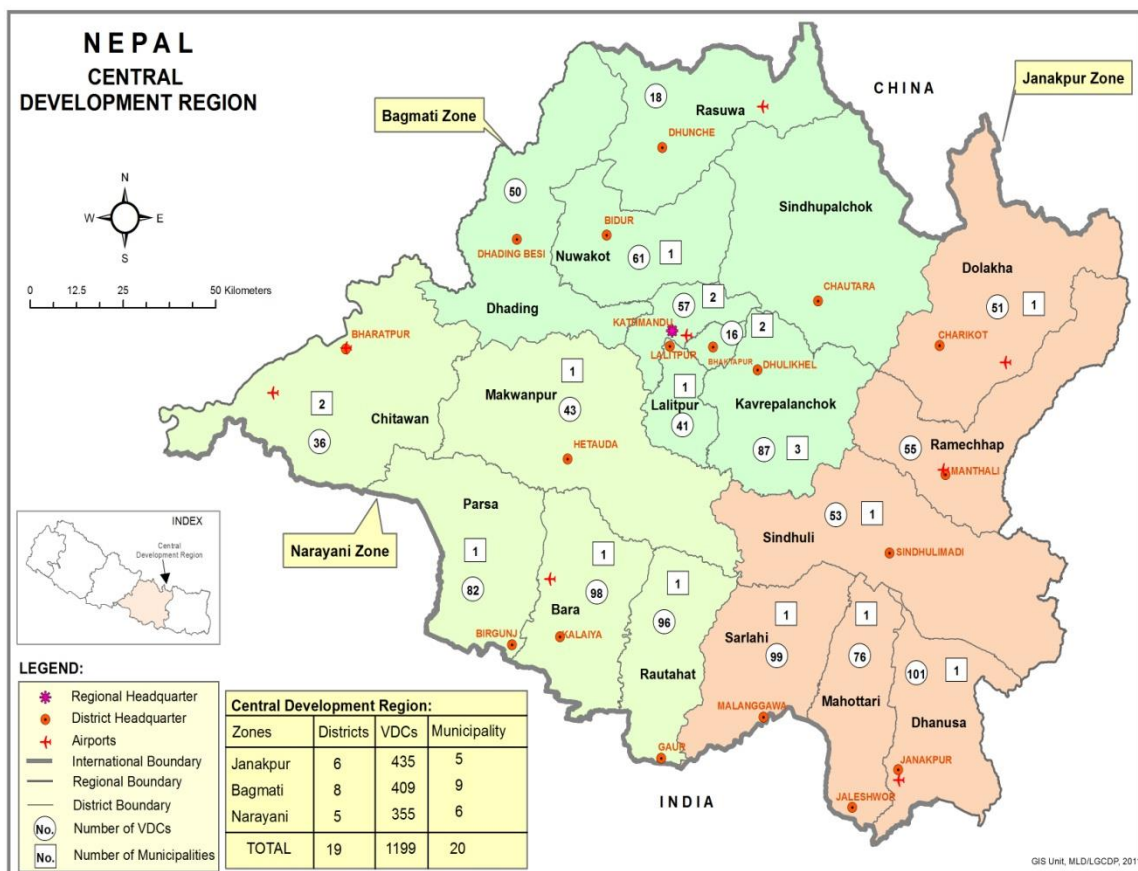 NEPAL
CENTRAL
DEVELOPMENT REGION
Bagmati Zone
CHINA
Janakpur Zone
N
W
E
S
0 12.5 25 50 Kilometers
18
Rasuwa
DHUNCHE
50
DHADING BESI
Dhading
BIDUR
Nuwakot
61
1
Sindhupalchok
CHAUTARA
Dolakha
51
1
CHARIKOT
57
2
KATHMANDU
16
2
LALITPUR
BHAKTAPUR
DHULIKHEL
1
Lalitpur
41
Kavrepalanchok
87
3
BHARATPUR
2
Chitawan
36
1
Makwanpur
43
HETAUDA
55
Ramechhap
MANTHALI
53
1
Sindhuli
SINDHULIMADI
Narayani Zone
Parsa
1
82
BIRGUNJ
1
98
Bara
KALAIYA
1
96
Rautahat
GAUR
1
Sarlahi
99
MALANGGAWA
1
76
Mahottari
JALESHWOR
101
1
Dhanusa
JANAKPUR
INDIA
INDEX
Central
Development Region
LEGEND:
Regional Headquarter
District Headquarter
Airports
International Boundary
Regional Boundary
District Boundary
No. Number of VDCs
No. Number of Municipalities
Central Development Region:
Zones Districts VDCs Municipality
Janakpur 6 435 5
Bagmati 8 409 9
Narayani 5 355 6
TOTAL 19 1199 20
GIS Unit, MLD/LGCDP,